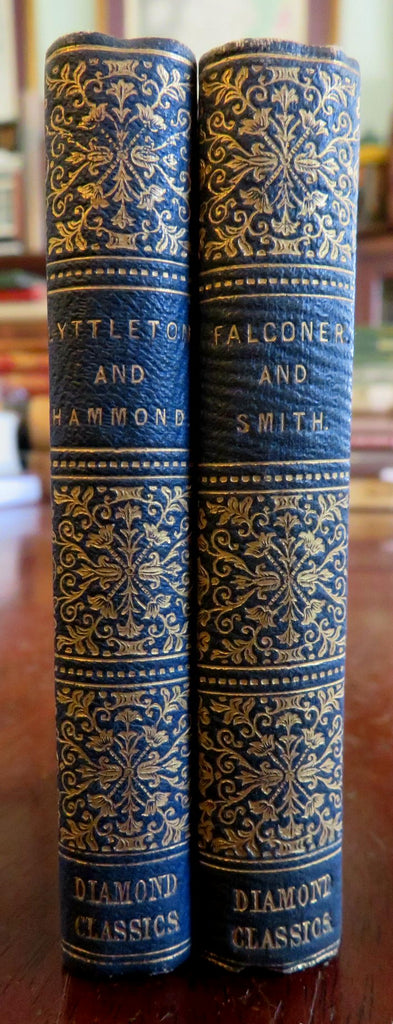 LYTTLETON
AND
HAMMOND
DIAMOND
CLASSICS.
FALCONER.
AND
SMITH.
DIAMOND
CLASSICS.